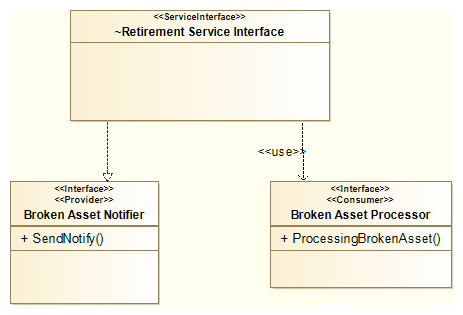 <<ServiceInterface>>
~Retirement Service Interface
<<use>>
<<Interface>>
<<Provider>>
Broken Asset Notifier
+ SendNotify()
<<Interface>>
<<Consumer>>
Broken Asset Processor
+ ProcessingBrokenAsset()